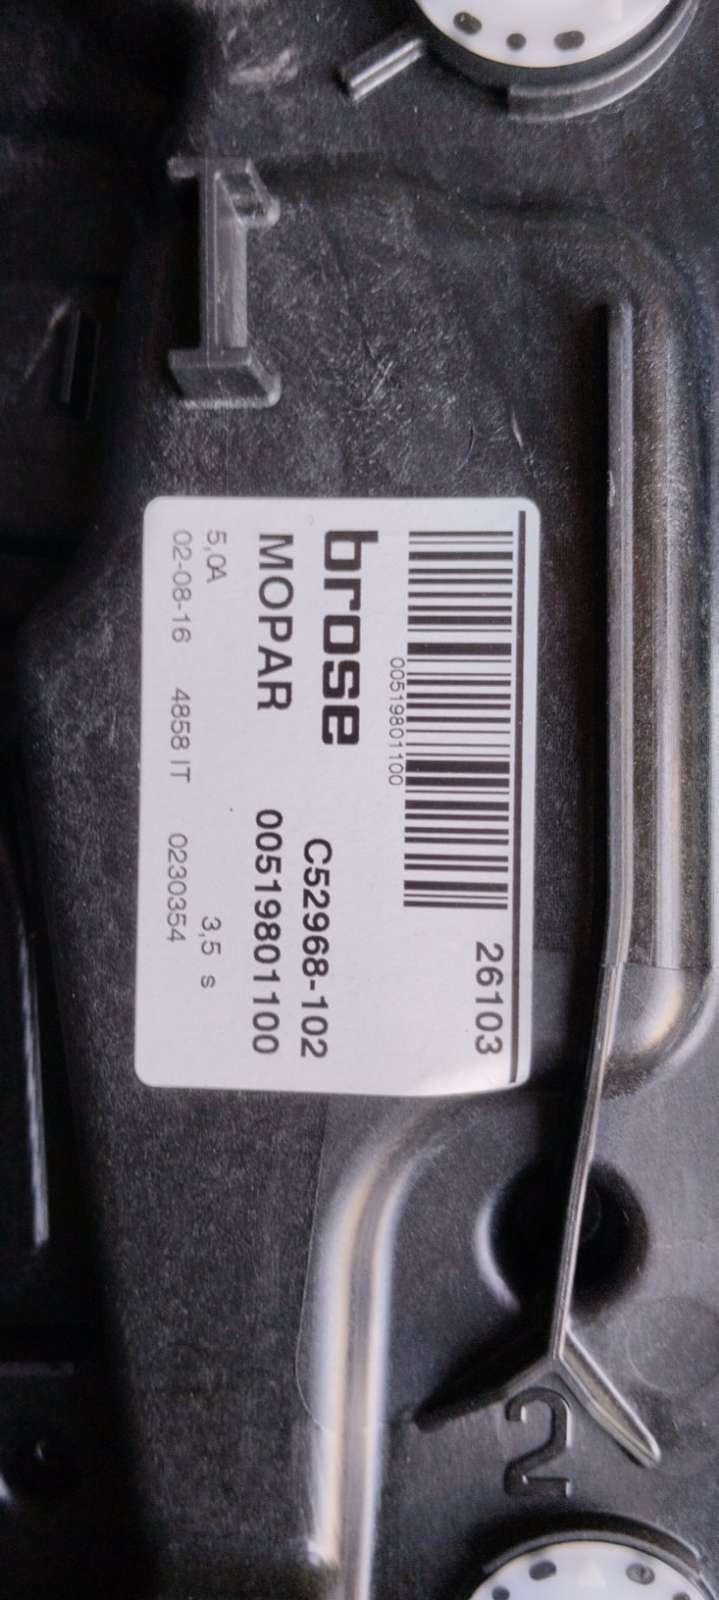 26103
00519801100
brose C52968-102
MOPAR 00519801100
5,0A 3,5 s
02-08-16 4858 IT 0230354
2